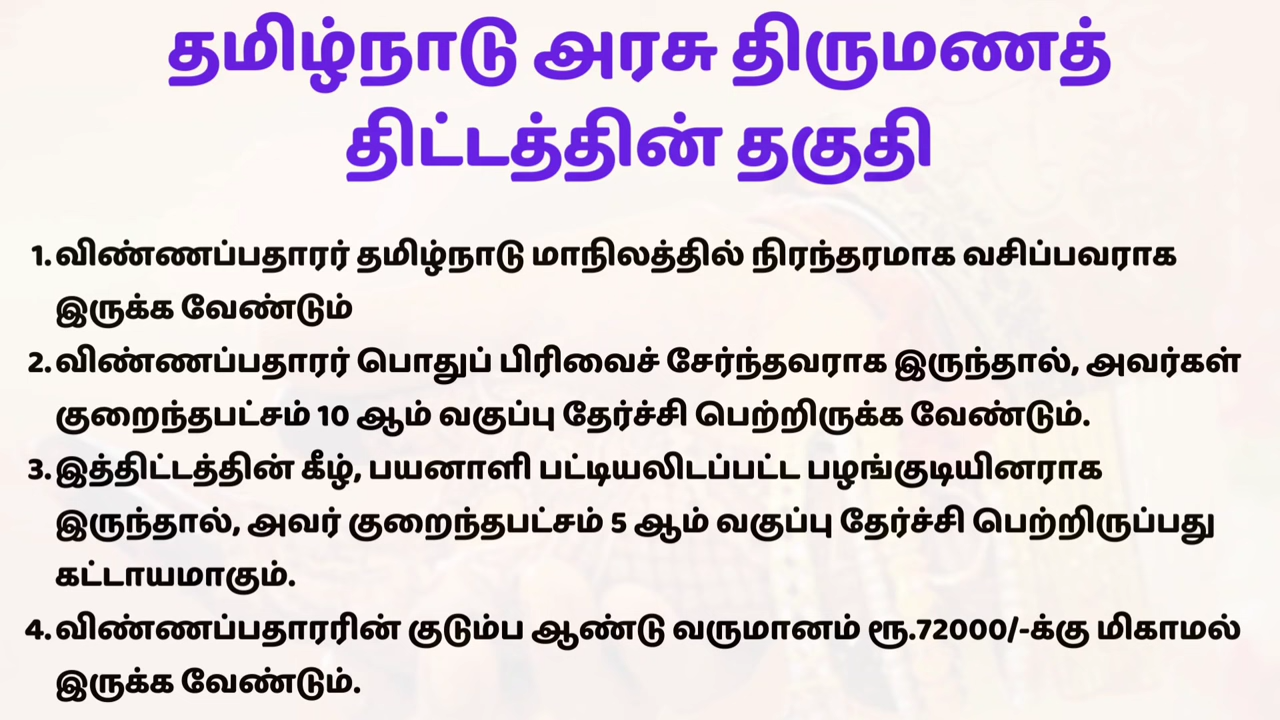 தமிழ்நாடு அரசு திருமணத்
திட்டத்தின் தகுதி
1. விண்ணப்பதாரர் தமிழ்நாடு மாநிலத்தில் நிரந்தரமாக வசிப்பவராக
இருக்க வேண்டும்
2. விண்ணப்பதாரர் பொதுப் பிரிவைச் சேர்ந்தவராக இருந்தால், அவர்கள்
குறைந்தபட்சம் 10 ஆம் வகுப்பு தேர்ச்சி பெற்றிருக்க வேண்டும்.
3. இத்திட்டத்தின் கீழ், பயனாளி பட்டியலிடப்பட்ட பழங்குடியினராக
இருந்தால், அவர் குறைந்தபட்சம் 5 ஆம் வகுப்பு தேர்ச்சி பெற்றிருப்பது
கட்டாயமாகும்.
4. விண்ணப்பதாரரின் குடும்ப ஆண்டு வருமானம் ரூ.72000/-க்கு மிகாமல்
இருக்க வேண்டும்.